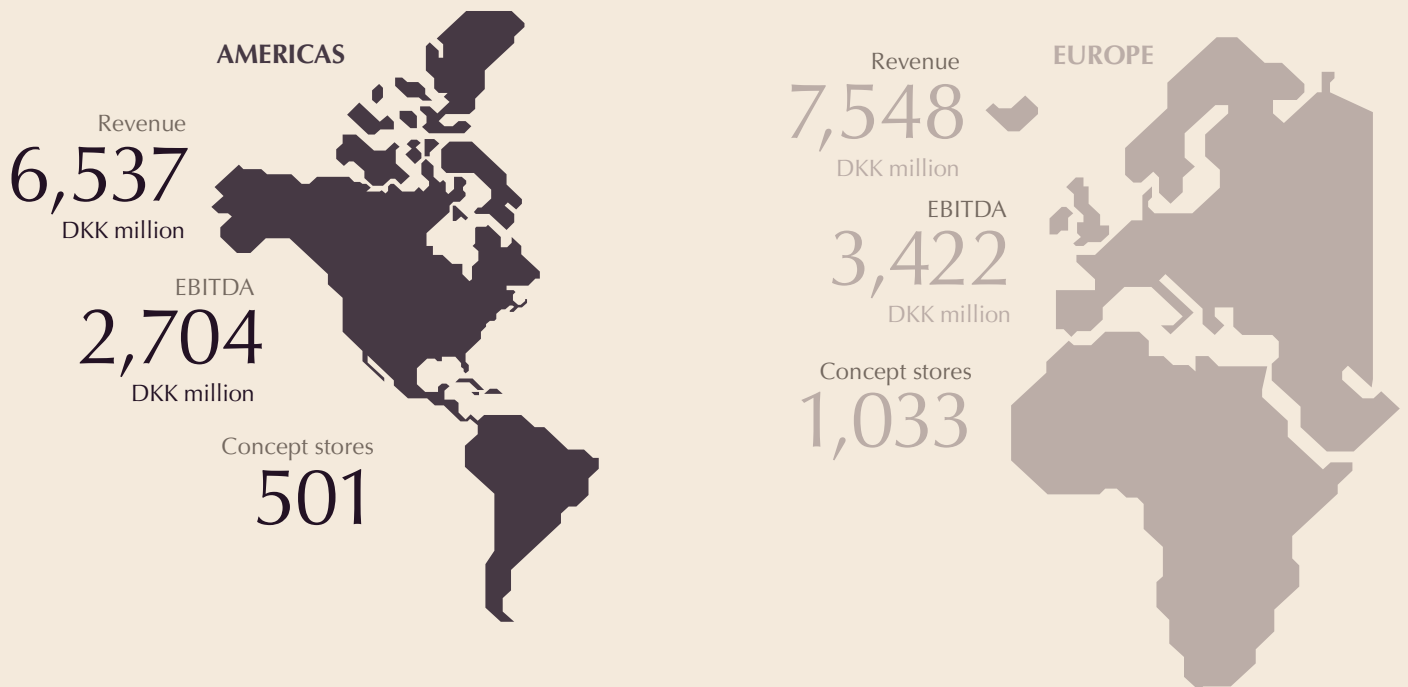 AMERICAS
Revenue
6,537
DKK million
EBITDA
2,704
DKK million
Concept stores
501
EUROPE
Revenue
7,548
DKK million
EBITDA
3,422
DKK million
Concept stores
1,033